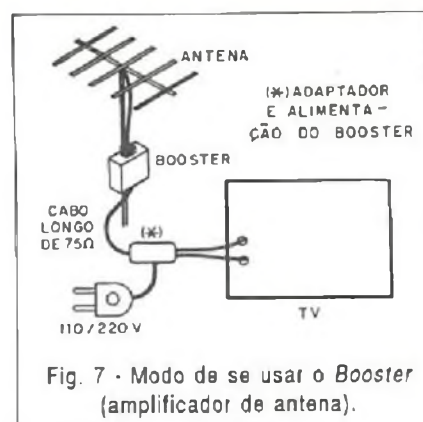 ANTENA
(*) ADAPTADOR
E ALIMENTA-
ÇÃO DO BOOSTER
BOOSTER
CABO
LONGO
DE 75Ω
(*)
110/220 V
TV
Fig. 7 - Modo de se usar o Booster
(amplificador de antena).